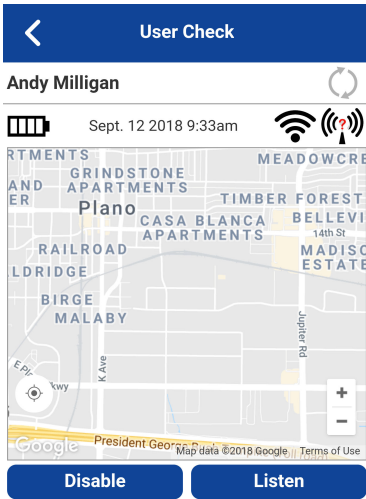 User Check
Andy Milligan
Sept. 12 2018 9:33am
?
RTMENTS
MEADOWCRE
AND
ER
GRINDSTONE
APARTMENTS
Plano
TIMBER FOREST
CASA BLANCA
APARTMENTS
BELLEVI
14th St
RAILROAD
MADISO
ESTATE
LDRIDGE
BIRGE
MALABY
K Ave
Jupiter Rd
kwy
+
−
Google
President George
Map data ©2018 Google
Terms of Use
Disable
Listen